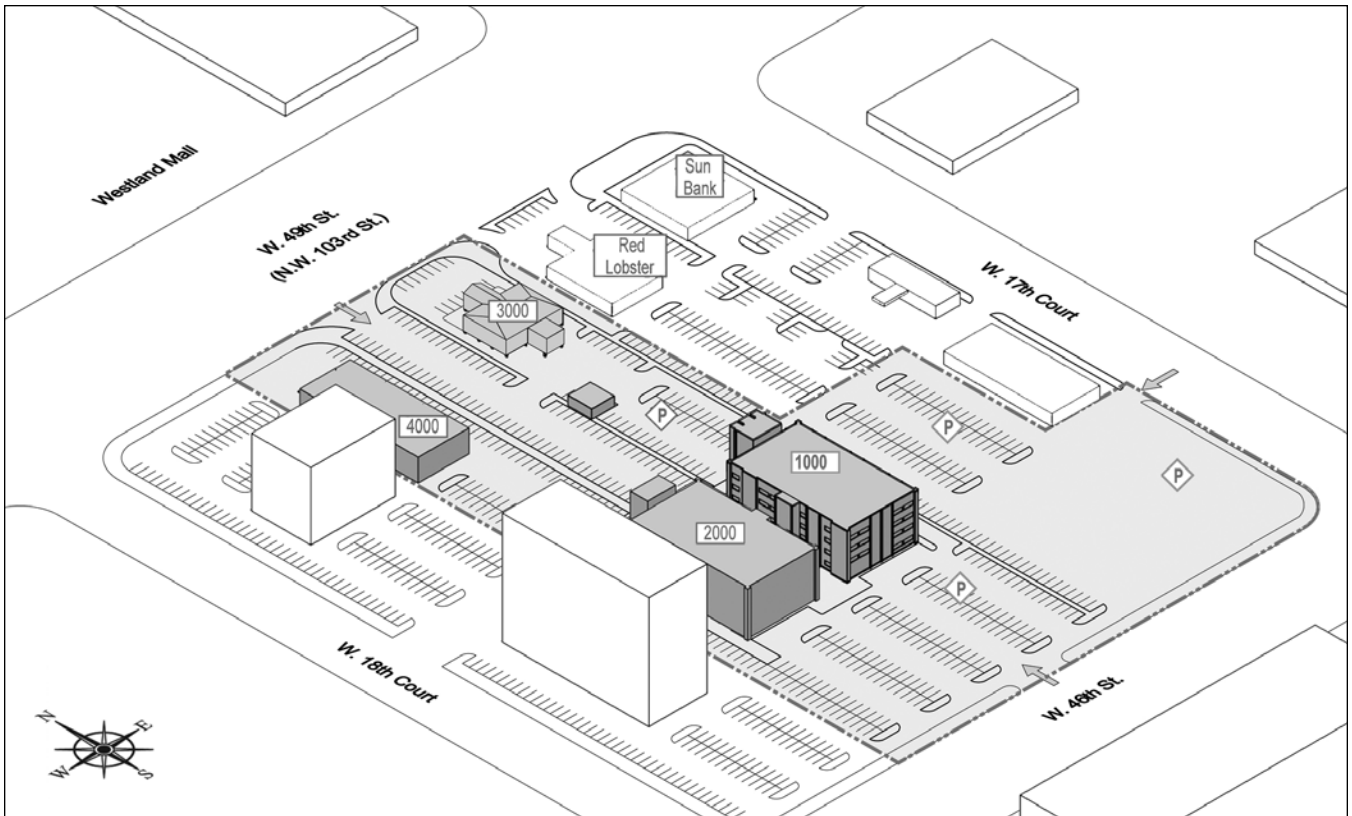 Westland Mall
W. 49th St.
(N.W. 103rd St.)
Sun
Bank
Red
Lobster
W. 17th Court
3000
4000
P
P
1000
P
2000
P
W. 18th Court
W. 46th St.
N
E
W
S